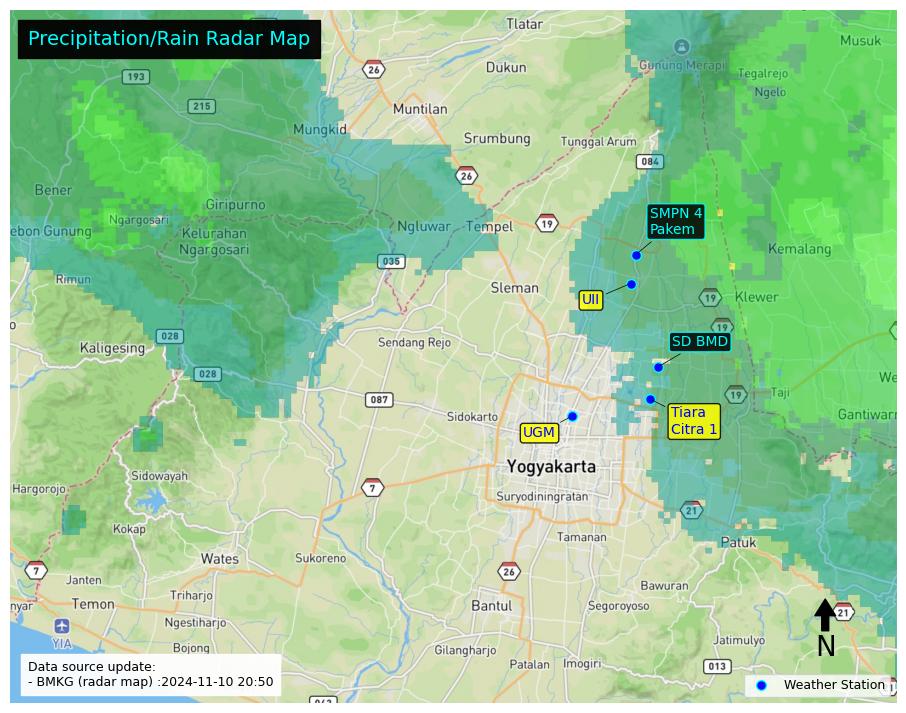 Precipitation/Rain Radar Map
Tlatar
Musuk
26
Dukun
Gunung Merapi
Tegalrejo
193
Ngelo
215
Muntilan
Mungkid
Srumbung
Tunggal Arum
084
26
Bener
Giripurno
SMPN 4
Pakem
Ngargosari
ebon Gunung
Kelurahan
Ngargosari
Ngluwar
Tempel
19
Kemalang
035
Rimun
Sleman
UII
19
Klewer
19
028
Sendang Rejo
SD BMD
Kaligesing
028
We
087
19
Taji
Sidokarto
Tiara
Citra 1
Gantiwarn
UGM
Yogyakarta
Sidowayah
Hargorojo
7
Suryodiningratan
21
Kokap
Tamanan
Patuk
Wates
Sukoreno
7
26
Janten
Bawuran
Triharjo
nyar
Temon
Bantul
Segoroyoso
21
Ngestiharjo
YIA
Jatimulyo
N
Bojong
Gilangharjo
Patalan
Imogiri
013
Data source update:
- BMKG (radar map) :2024-11-10 20:50
Weather Station